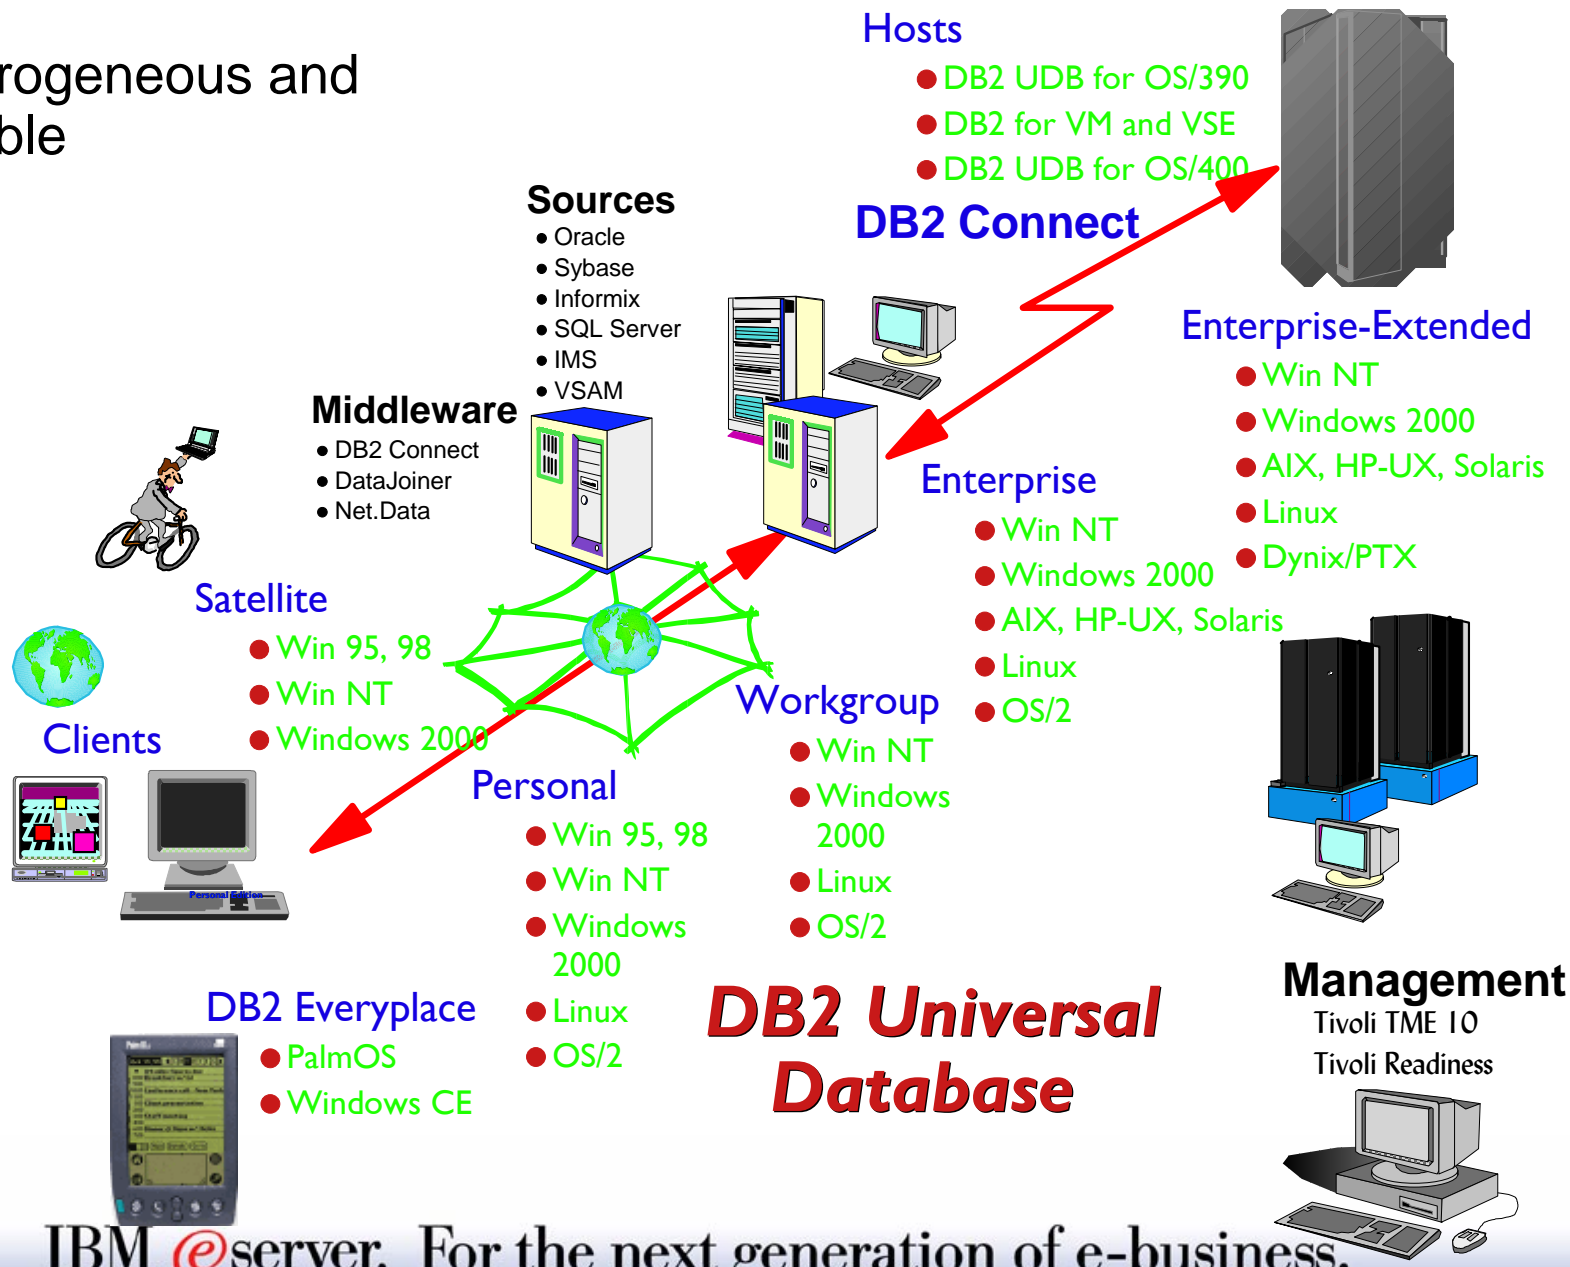 rogeneous and
ble
Hosts
DB2 UDB for OS/390
DB2 for VM and VSE
DB2 UDB for OS/400
DB2 Connect
Sources
Oracle
Sybase
Informix
SQL Server
IMS
VSAM
Middleware
DB2 Connect
DataJoiner
Net.Data
Enterprise-Extended
Win NT
Windows 2000
AIX, HP-UX, Solaris
Linux
Dynix/PTX
Enterprise
Win NT
Windows 2000
AIX, HP-UX, Solaris
Linux
OS/2
Satellite
Win 95, 98
Win NT
Windows 2000
Clients
Personal Edition
Workgroup
Win NT
Windows
2000
Linux
OS/2
Personal
Win 95, 98
Win NT
Windows
2000
Linux
OS/2
DB2 Everyplace
PalmOS
Windows CE
DB2 Universal
Database
Management
Tivoli TME 10
Tivoli Readiness
IBM @server. For the next generation of e-business.